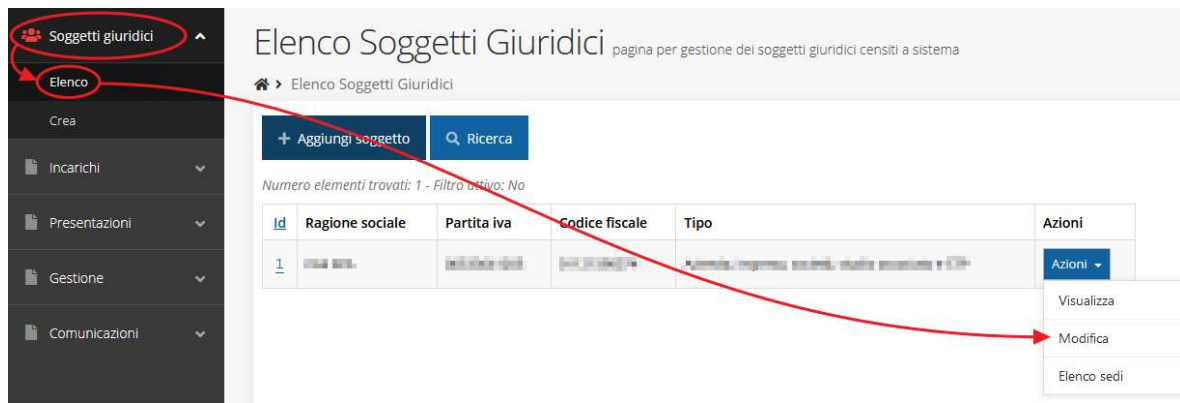 Soggetti giuridici
Elenco
Crea
Incarichi
Presentazioni
Gestione
Comunicazioni
Elenco Soggetti Giuridici pagina per gestione dei soggetti giuridici censiti a sistema
Elenco Soggetti Giuridici
+ Aggiungi soggetto Ricerca
Numero elementi trovati: 1 - Filtro attivo: No
Id Ragione sociale Partita iva Codice fiscale Tipo Azioni
1 Azioni
Visualizza
Modifica
Elenco sedi